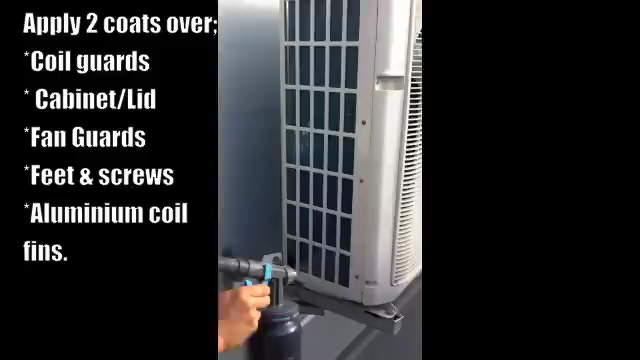 Apply 2 coats over;
*Coil guards
* Cabinet/Lid
*Fan Guards
*Feet & screws
*Aluminium coil
fins.